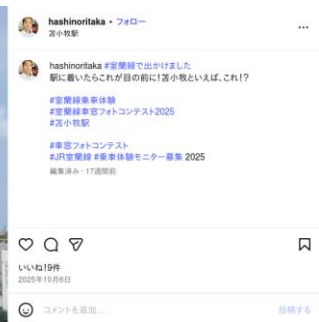 hashinoritaka • フォロー
苫小牧駅
hashinoritaka #室蘭線で出かけました
駅に着いたらこれが目の前に！苫小牧といえば、これ！？
#室蘭線乗車体験
#室蘭線車窓フォトコンテスト2025
#苫小牧駅
#車窓フォトコンテスト
#JR室蘭線 #乗車体験モニター募集 2025
編集済み・17週間前
いいね！9件
2025年10月6日
コメントを追加...
投稿する